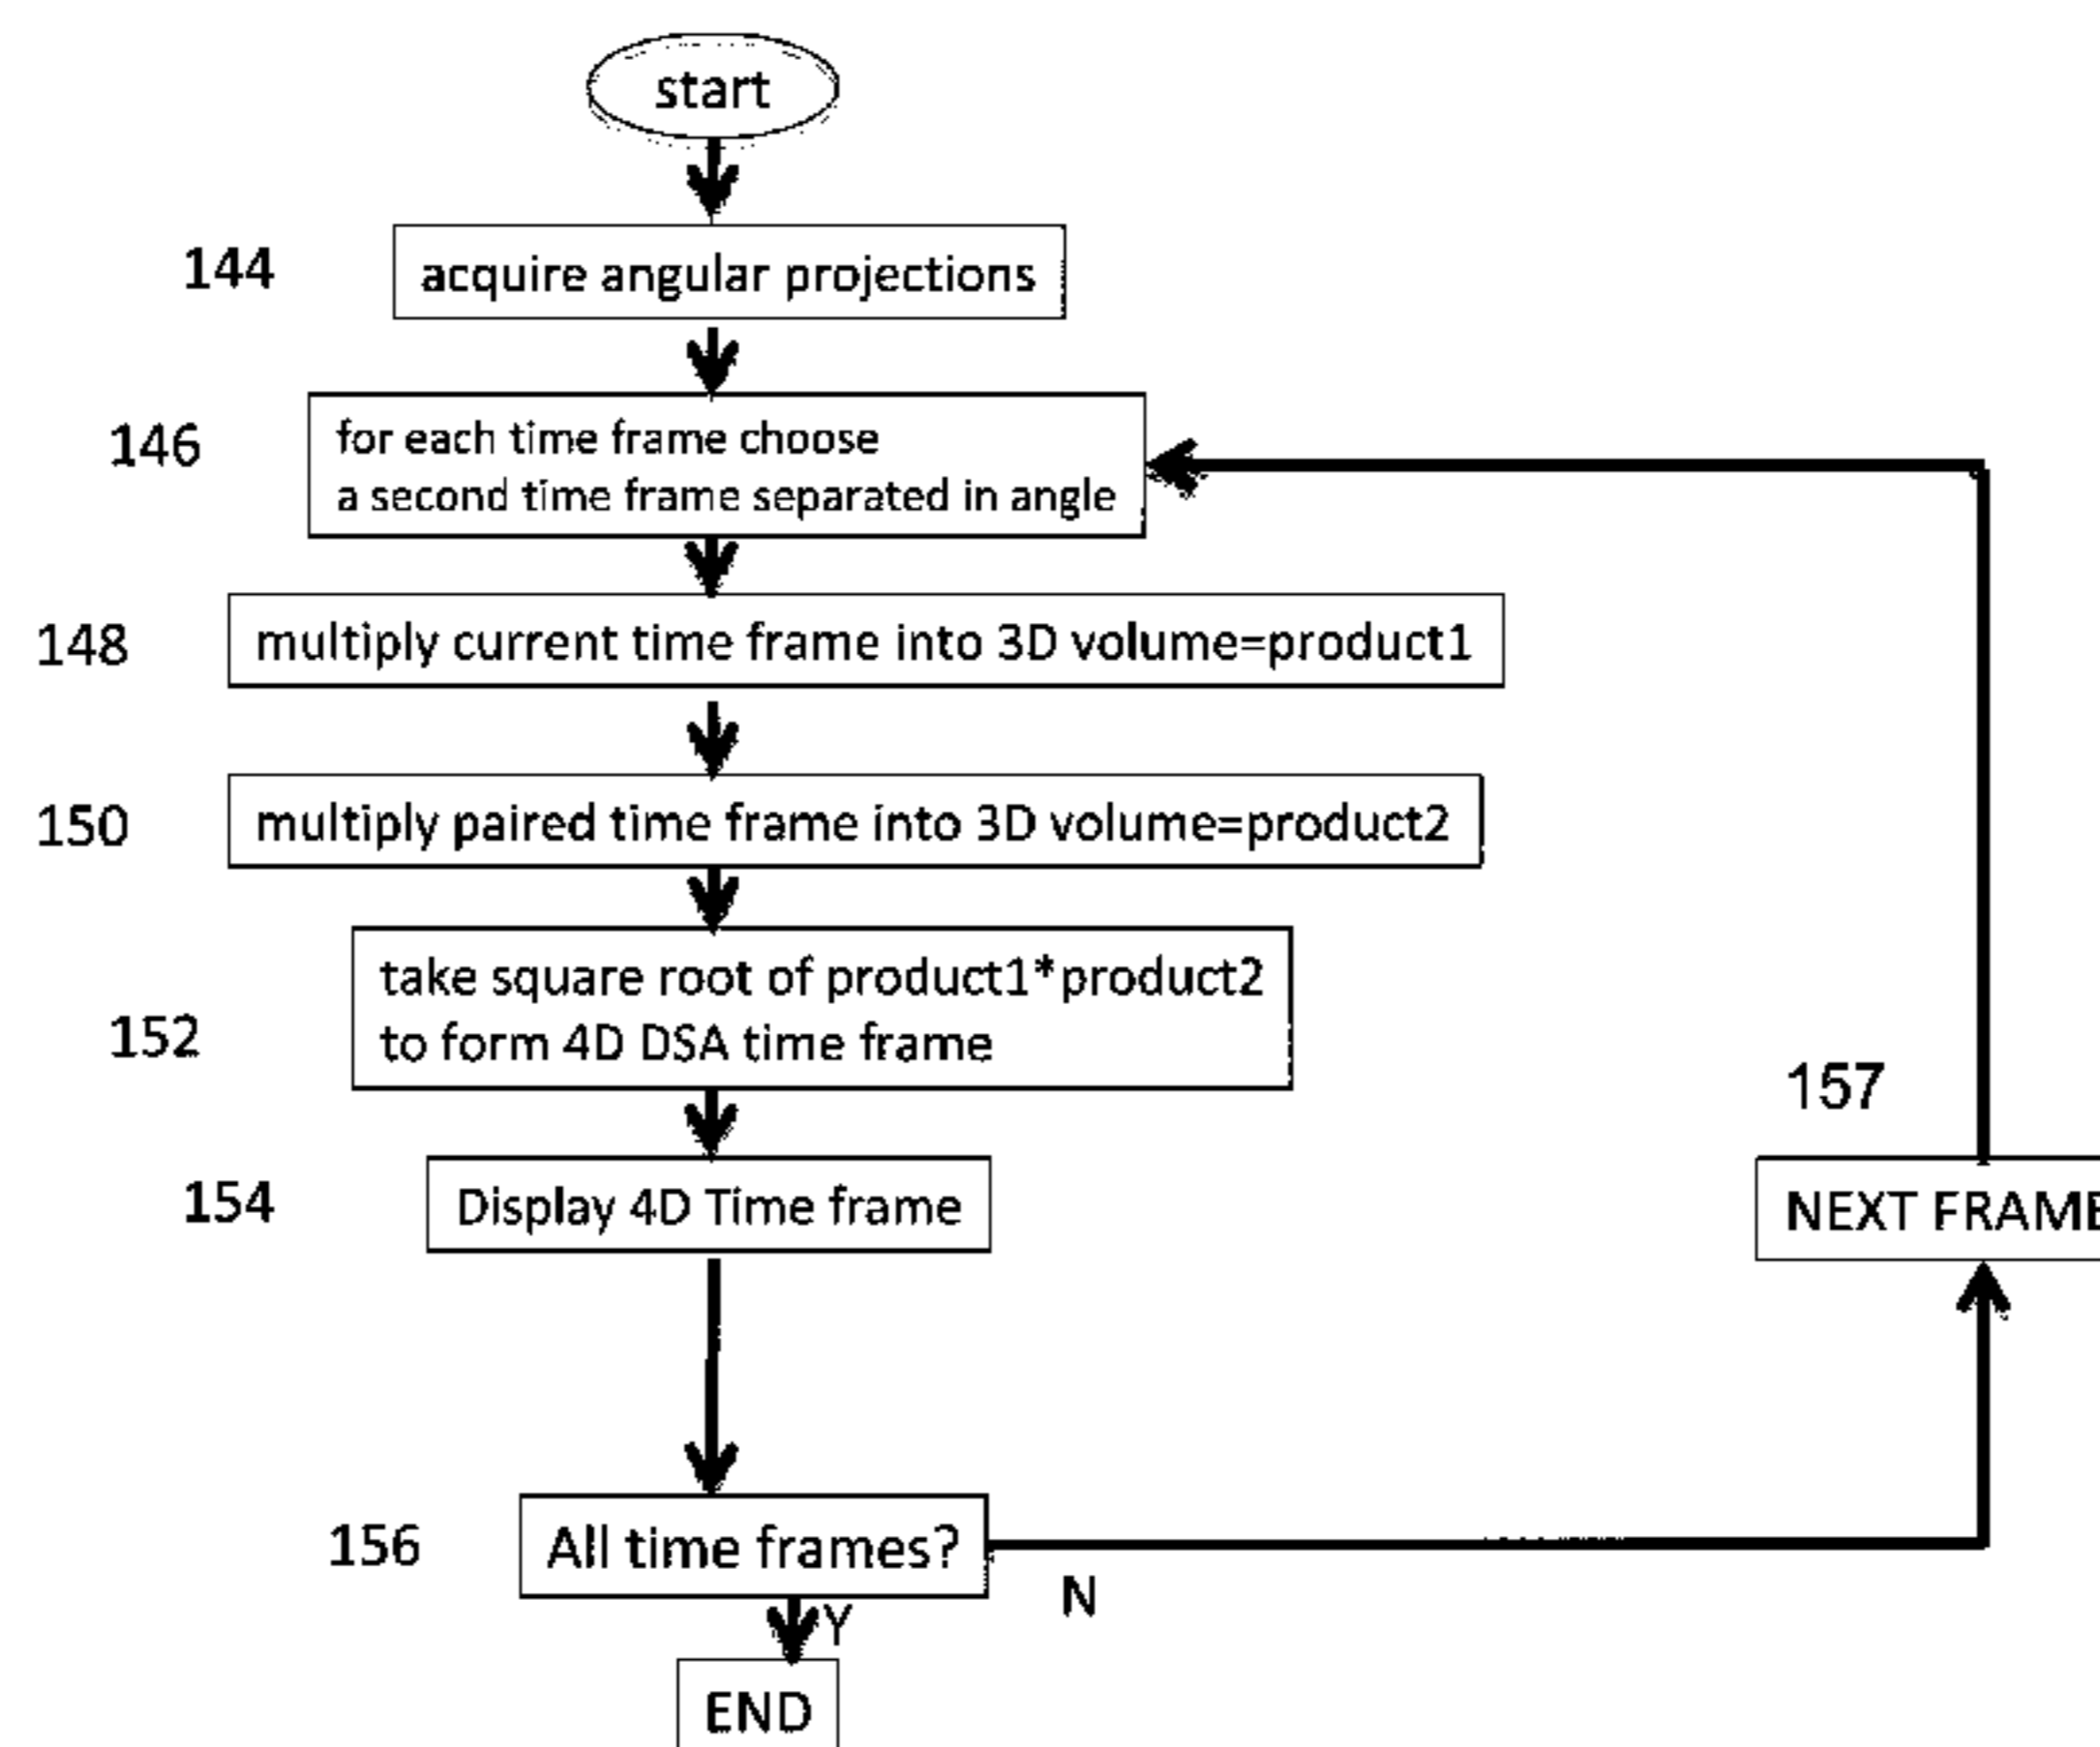 start
144
acquire angular projections
146
for each time frame choose
a second time frame separated in angle
148
multiply current time frame into 3D volume=product1
150
multiply paired time frame into 3D volume=product2
152
take square root of product1*product2
to form 4D DSA time frame
154
Display 4D Time frame
157
NEXT FRAME
156
All time frames?
N
Y
END